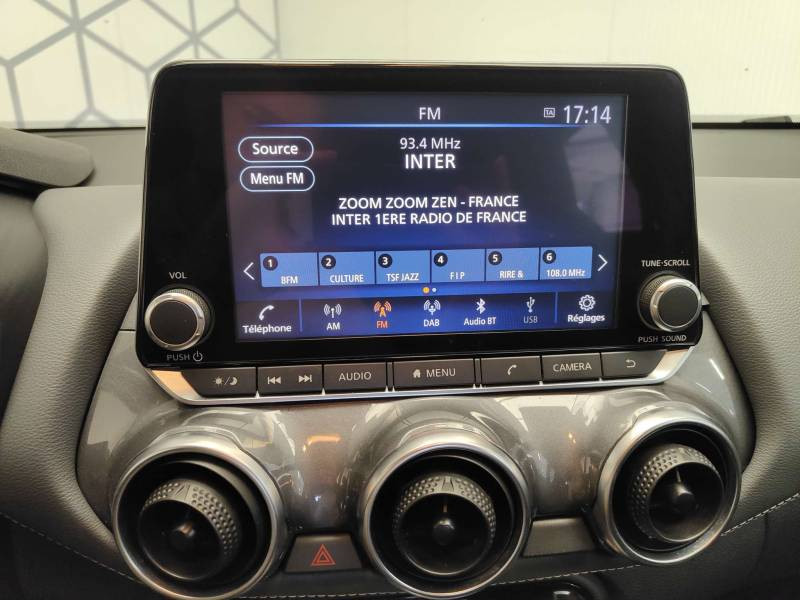 FM
TA 17:14
Source
93.4 MHz
INTER
Menu FM
ZOOM ZOOM ZEN - FRANCE
INTER 1ERE RADIO DE FRANCE
1 2 3 4 5 6
BFM CULTURE TSF JAZZ F I P RIRE & 108.0 MHz
Téléphone AM FM DAB Audio BT USB Réglages
VOL
TUNE·SCROLL
PUSH
PUSH SOUND
AUDIO MENU CAMERA